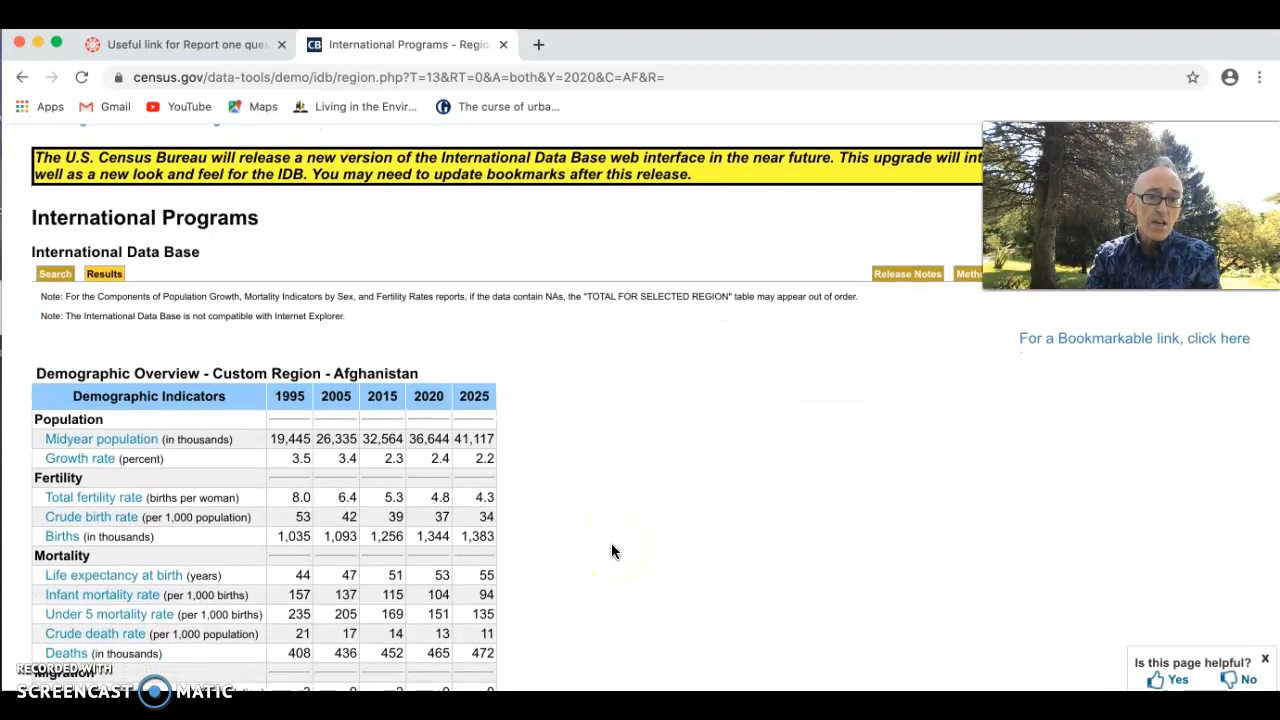 Useful link for Report one que
International Programs - Regio
census.gov/data-tools/demo/idb/region.php?T=13&RT=0&A=both&Y=2020&C=AF&R=
Apps Gmail YouTube Maps Living in the Envir... The curse of urba...
The U.S. Census Bureau will release a new version of the International Data Base web interface in the near future. This upgrade will int
well as a new look and feel for the IDB. You may need to update bookmarks after this release.
International Programs
International Data Base
Search Results Release Notes Metho
Note: For the Components of Population Growth, Mortality Indicators by Sex, and Fertility Rates reports, if the data contain NAs, the "TOTAL FOR SELECTED REGION" table may appear out of order.
Note: The International Data Base is not compatible with Internet Explorer.
For a Bookmarkable link, click here
Demographic Overview - Custom Region - Afghanistan
Demographic Indicators 1995 2005 2015 2020 2025
Population
Midyear population (in thousands) 19,445 26,335 32,564 36,644 41,117
Growth rate (percent) 3.5 3.4 2.3 2.4 2.2
Fertility
Total fertility rate (births per woman) 8.0 6.4 5.3 4.8 4.3
Crude birth rate (per 1,000 population) 53 42 39 37 34
Births (in thousands) 1,035 1,093 1,256 1,344 1,383
Mortality
Life expectancy at birth (years) 44 47 51 53 55
Infant mortality rate (per 1,000 births) 157 137 115 104 94
Under 5 mortality rate (per 1,000 births) 235 205 169 151 135
Crude death rate (per 1,000 population) 21 17 14 13 11
Deaths (in thousands) 408 436 452 465 472
Migration
RECORDED WITH
SCREENCAST MATIC
Is this page helpful? x
Yes No